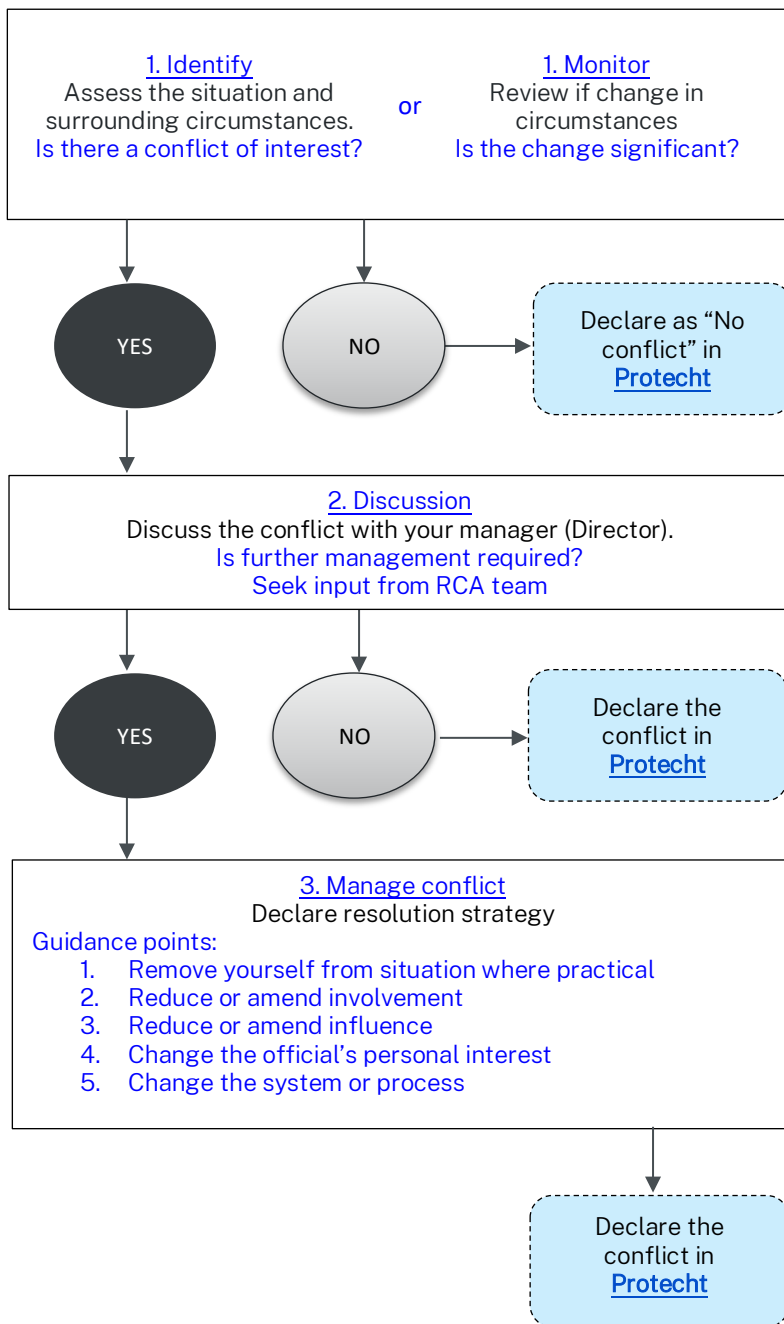 1. Identify
Assess the situation and
surrounding circumstances.
Is there a conflict of interest?
or
1. Monitor
Review if change in
circumstances
Is the change significant?
YES
NO
Declare as “No
conflict” in
Protecht
2. Discussion
Discuss the conflict with your manager (Director).
Is further management required?
Seek input from RCA team
YES
NO
Declare the
conflict in
Protecht
3. Manage conflict
Declare resolution strategy
Guidance points:
1. Remove yourself from situation where practical
2. Reduce or amend involvement
3. Reduce or amend influence
4. Change the official’s personal interest
5. Change the system or process
Declare the
conflict in
Protecht